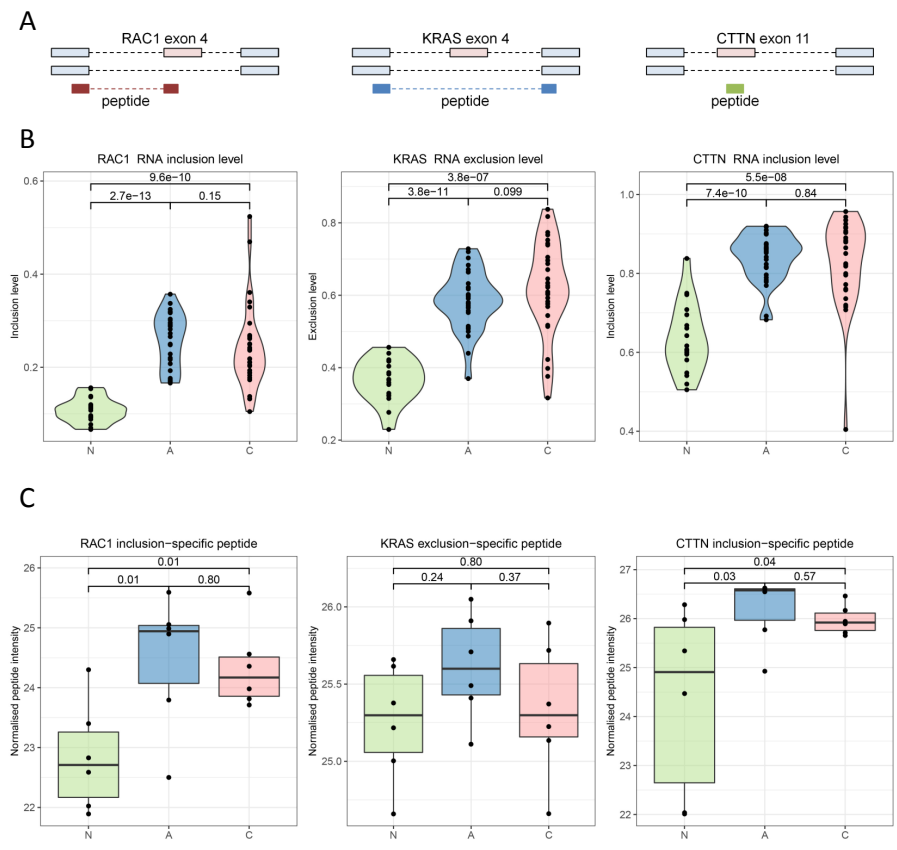 A
RAC1 exon 4
KRAS exon 4
CTTN exon 11
peptide
peptide
peptide
B
RAC1 RNA inclusion level
KRAS RNA exclusion level
CTTN RNA inclusion level
9.6e−10
2.7e−13
0.15
3.8e−07
3.8e−11
0.099
5.5e−08
7.4e−10
0.84
Inclusion level
0.6
0.4
0.2
N
A
C
Exclusion level
0.8
0.6
0.4
0.2
N
A
C
Inclusion level
1.0
0.8
0.6
0.4
N
A
C
C
RAC1 inclusion−specific peptide
KRAS exclusion−specific peptide
CTTN inclusion−specific peptide
0.01
0.01
0.80
0.80
0.24
0.37
0.04
0.03
0.57
Normalised peptide intensity
26
25
24
23
22
N
A
C
Normalised peptide intensity
26.0
25.5
25.0
N
A
C
Normalised peptide intensity
27
26
25
24
23
22
N
A
C